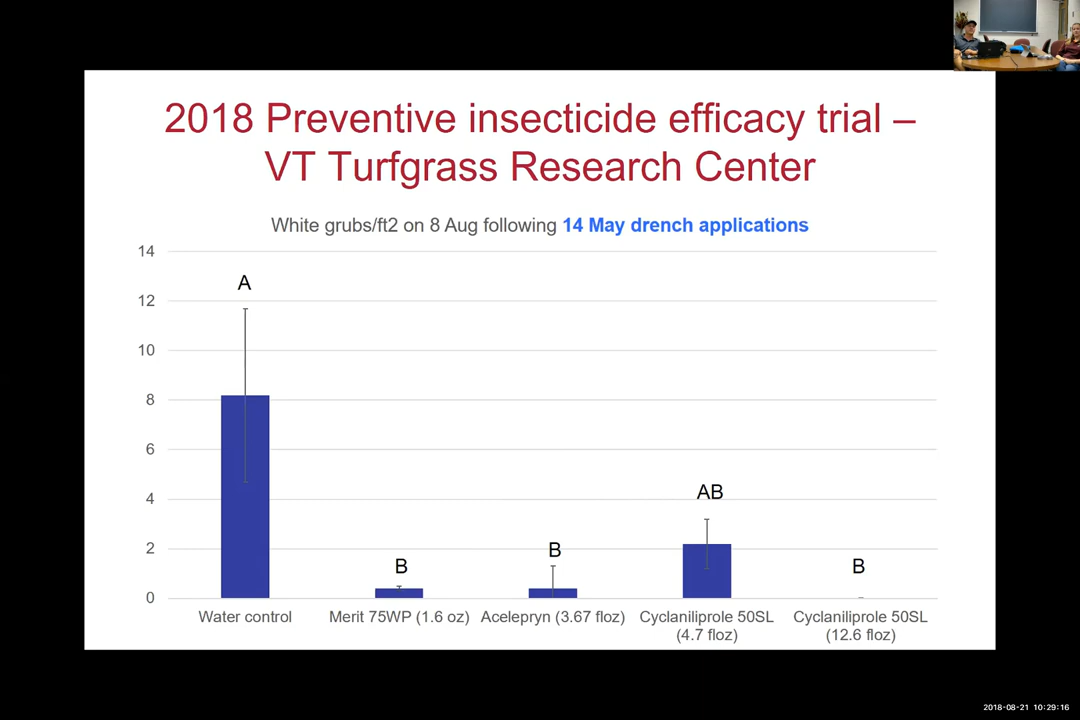 2018 Preventive insecticide efficacy trial –
VT Turfgrass Research Center
White grubs/ft2 on 8 Aug following 14 May drench applications
14
12
10
8
6
4
2
0
A
B
B
AB
B
Water control
Merit 75WP (1.6 oz)
Acelepryn (3.67 floz)
Cyclaniliprole 50SL
(4.7 floz)
Cyclaniliprole 50SL
(12.6 floz)
2018-08-21 10:29:16